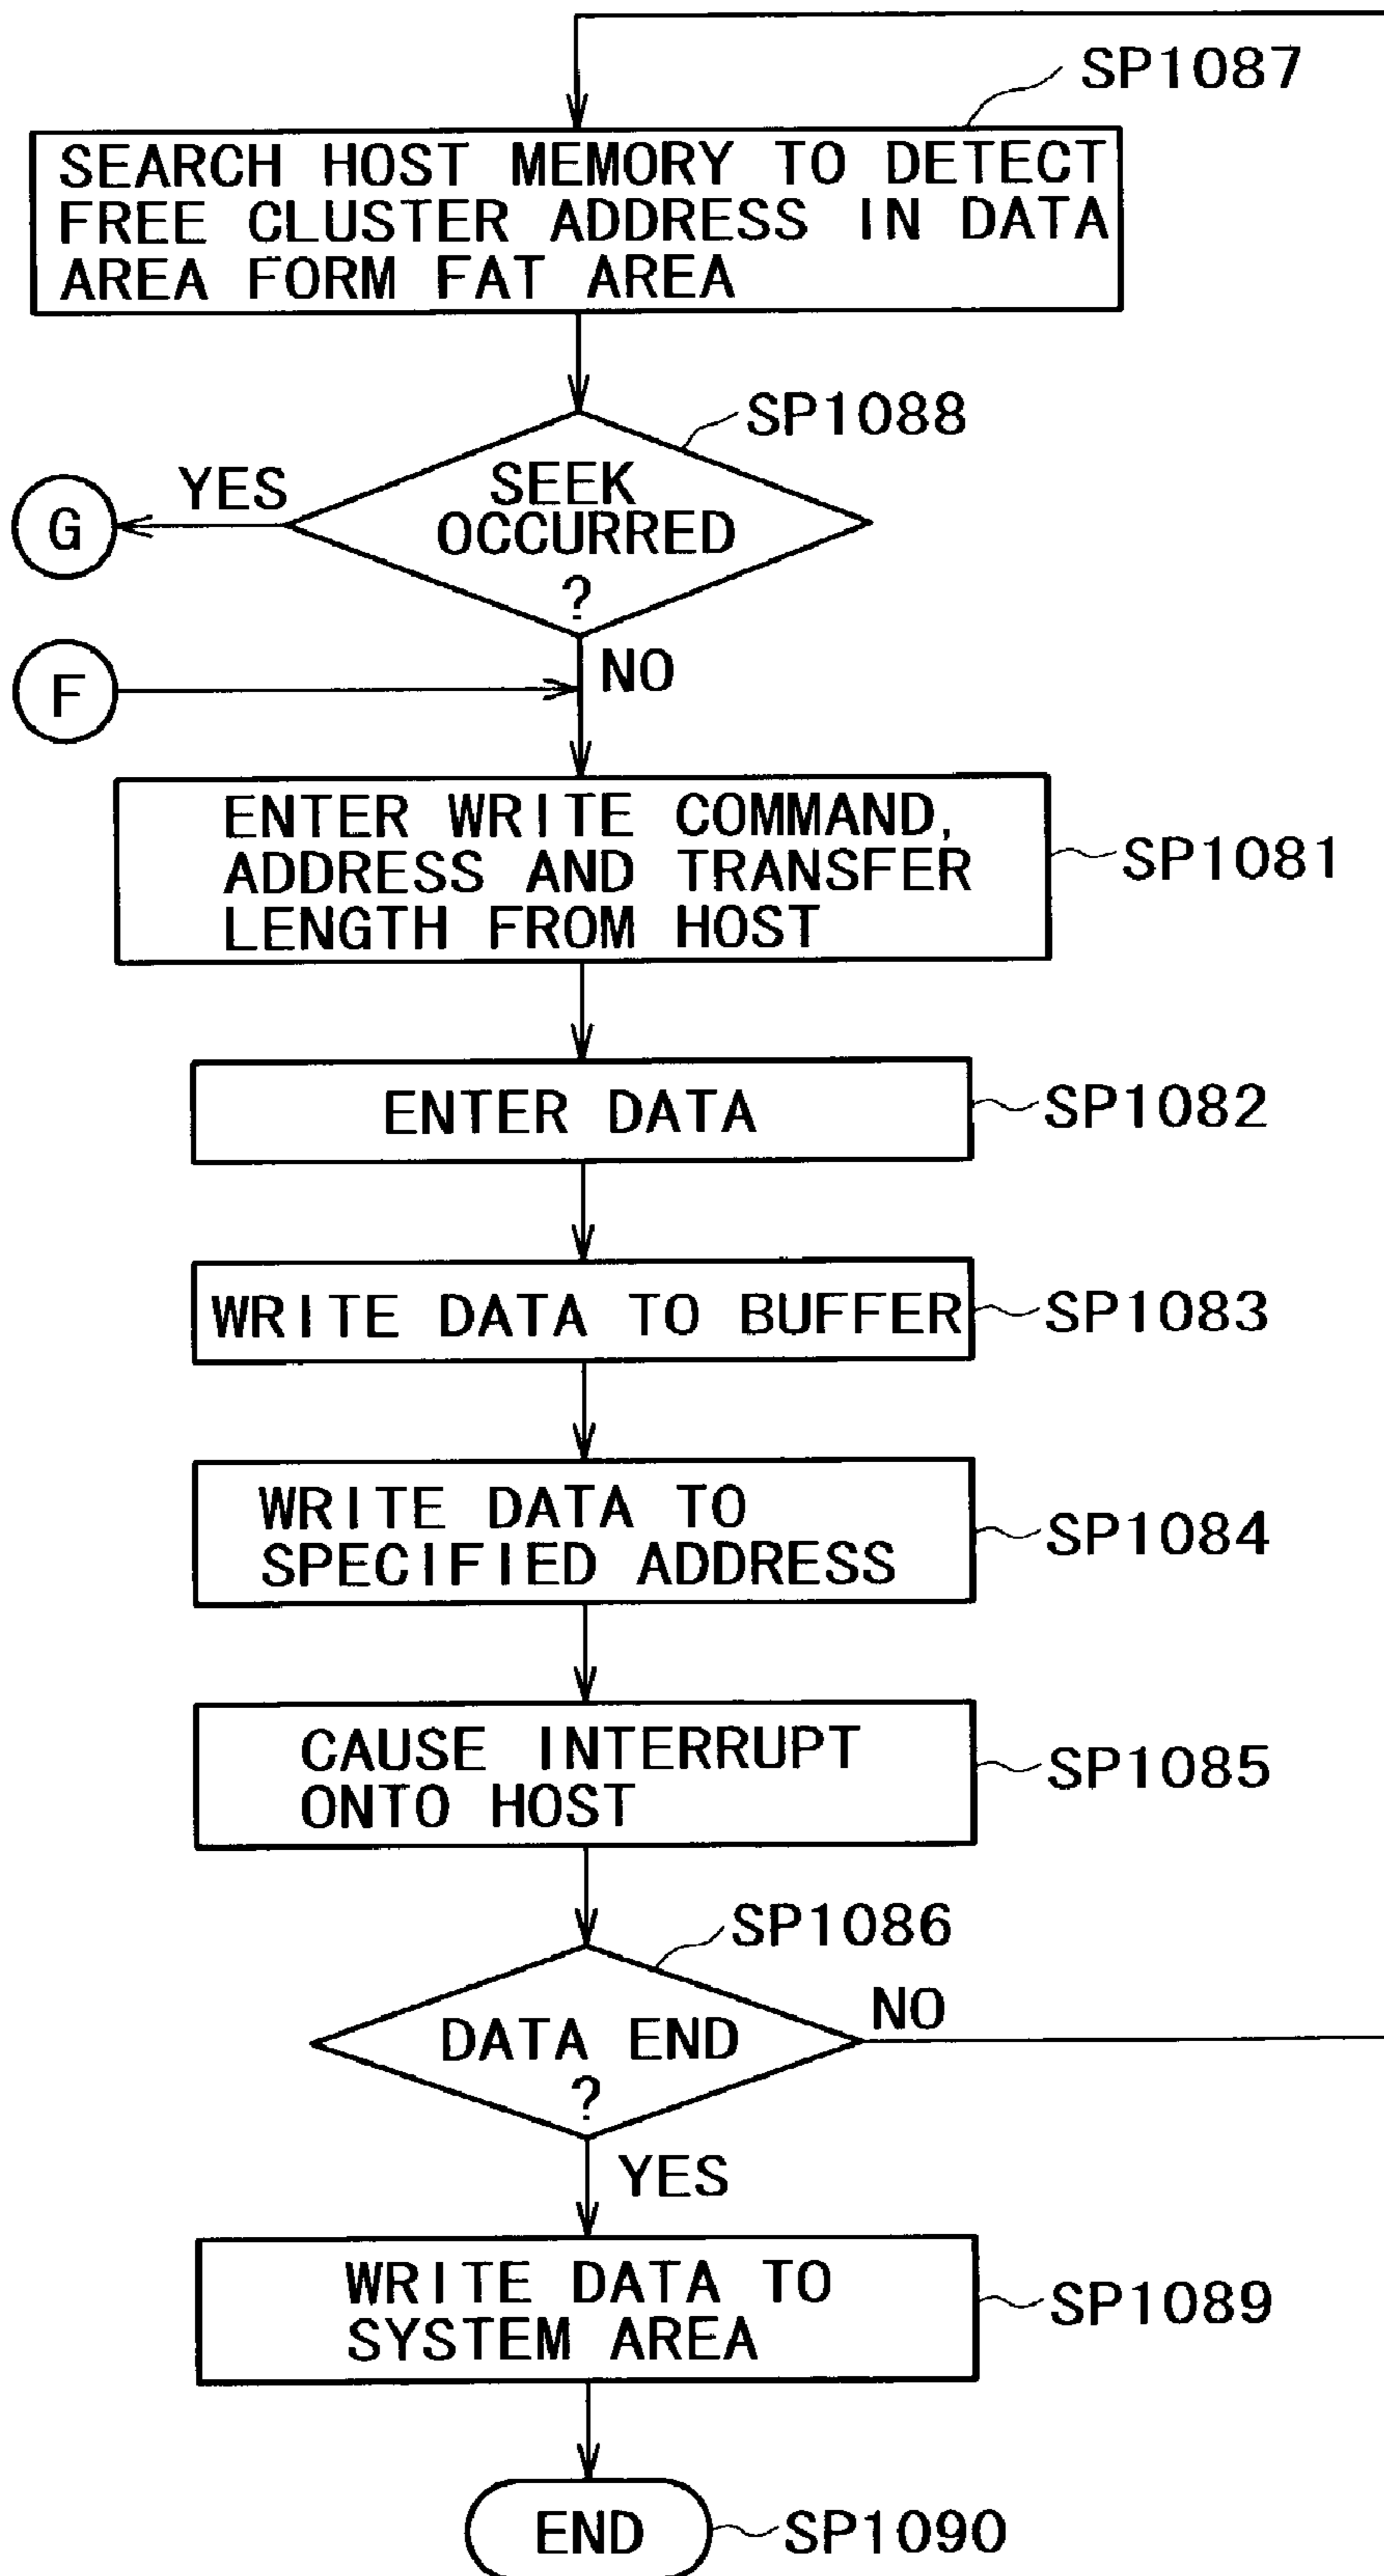 SP1087
SEARCH HOST MEMORY TO DETECT
FREE CLUSTER ADDRESS IN DATA
AREA FORM FAT AREA
SP1088
YES
G
SEEK
OCCURRED
?
NO
F
ENTER WRITE COMMAND,
ADDRESS AND TRANSFER
LENGTH FROM HOST
SP1081
ENTER DATA
SP1082
WRITE DATA TO BUFFER
SP1083
WRITE DATA TO
SPECIFIED ADDRESS
SP1084
CAUSE INTERRUPT
ONTO HOST
SP1085
SP1086
NO
DATA END
?
YES
WRITE DATA TO
SYSTEM AREA
SP1089
END
SP1090